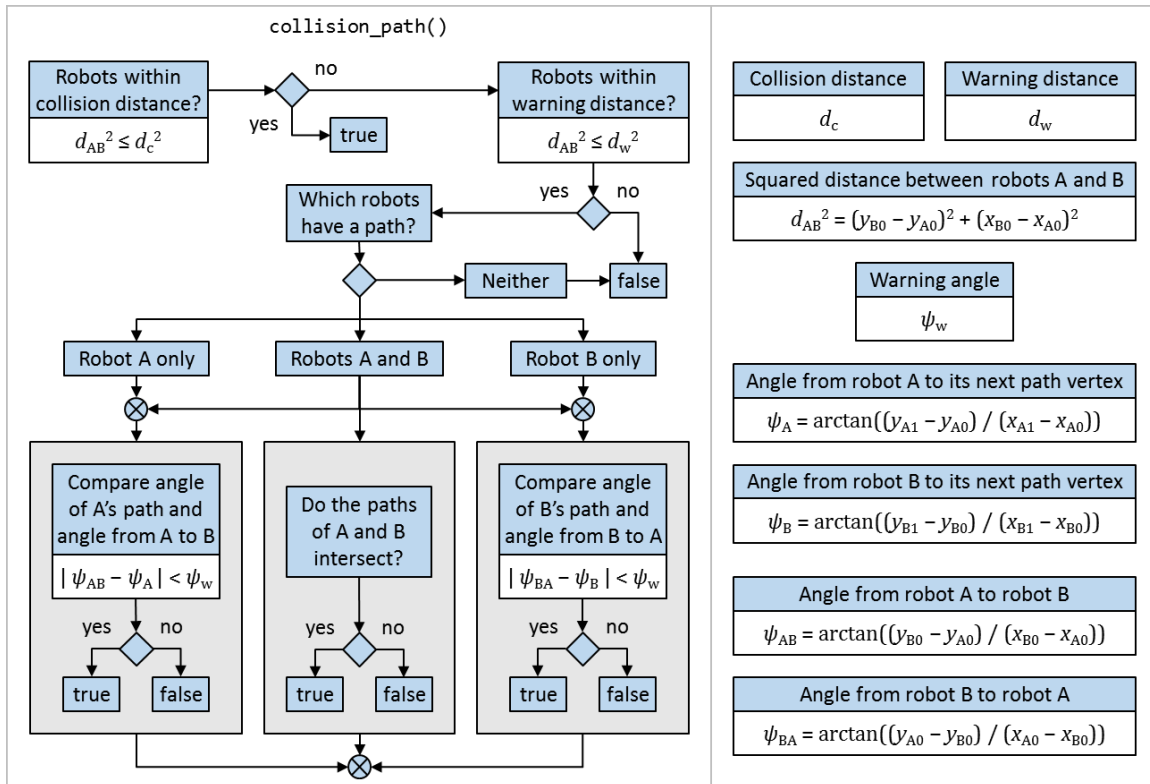 collision_path()
Robots within
collision distance?
d_AB² ≤ d_c²
no
yes
true
Robots within
warning distance?
d_AB² ≤ d_w²
yes
no
Which robots
have a path?
Neither
false
Robot A only
Robots A and B
Robot B only
Compare angle
of A's path and
angle from A to B
| ψ_AB − ψ_A | < ψ_w
yes
no
true
false
Do the paths
of A and B
intersect?
yes
no
true
false
Compare angle
of B's path and
angle from B to A
| ψ_BA − ψ_B | < ψ_w
yes
no
true
false
Collision distance
d_c
Warning distance
d_w
Squared distance between robots A and B
d_AB² = (y_B0 − y_A0)² + (x_B0 − x_A0)²
Warning angle
ψ_w
Angle from robot A to its next path vertex
ψ_A = arctan((y_A1 − y_A0) / (x_A1 − x_A0))
Angle from robot B to its next path vertex
ψ_B = arctan((y_B1 − y_B0) / (x_B1 − x_B0))
Angle from robot A to robot B
ψ_AB = arctan((y_B0 − y_A0) / (x_B0 − x_A0))
Angle from robot B to robot A
ψ_BA = arctan((y_A0 − y_B0) / (x_A0 − x_B0))